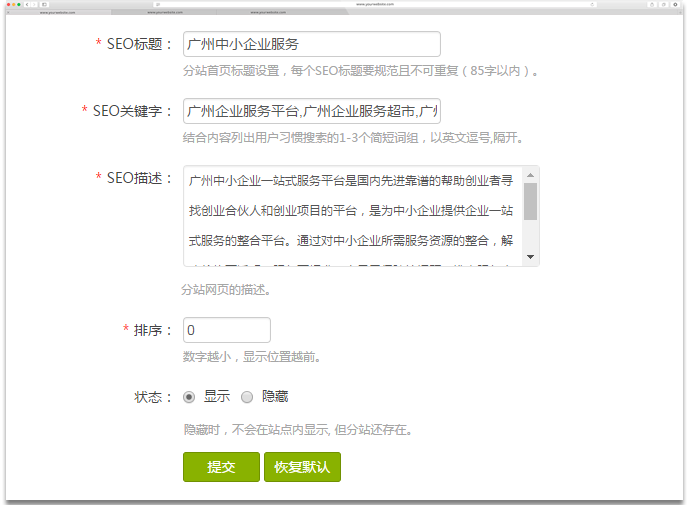 www.yourwebsite.com
www.yourwebsite.com
www.yourwebsite.com
www.yourwebsite.com
* SEO标题： 广州中小企业服务
分站首页标题设置，每个SEO标题要规范且不可重复（85字以内）。
* SEO关键字： 广州企业服务平台,广州企业服务超市,广州
结合内容列出用户习惯搜索的1-3个简短词组，以英文逗号,隔开。
* SEO描述： 广州中小企业一站式服务平台是国内先进靠谱的帮助创业者寻
找创业合伙人和创业项目的平台，是为中小企业提供企业一站
式服务的整合平台。通过对中小企业所需服务资源的整合，解
分站网页的描述。
* 排序： 0
数字越小，显示位置越前。
状态： 显示 隐藏
隐藏时，不会在站点内显示, 但分站还存在。
提交 恢复默认